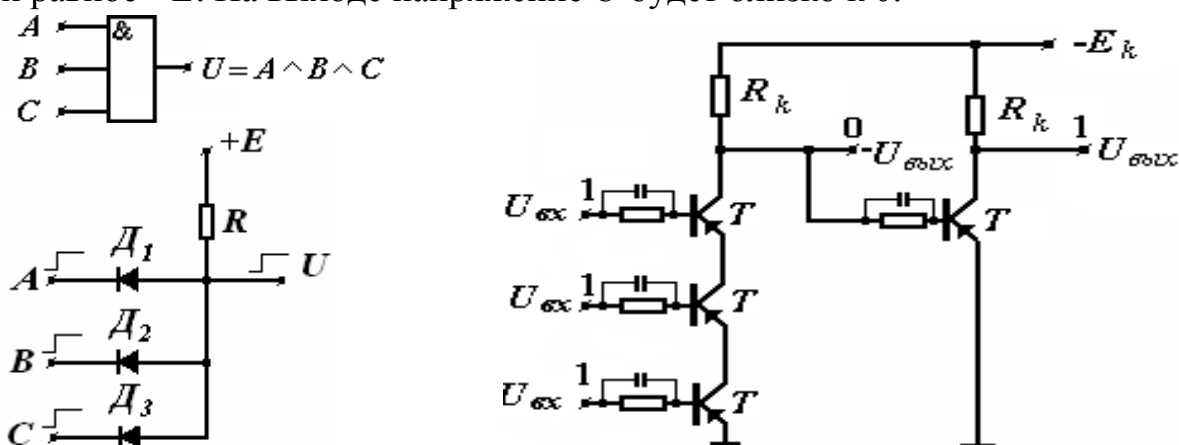 и равное +E. На выходе напряжение U будет близко к 0.
A
&
B
U = A ^ B ^ C
C
+E
R
Д1
A
U
Д2
B
Д3
C
-Ek
Rk
Rk
0
-Uвых
1
Uвых
Uвх
1
T
T
Uвх
1
T
Uвх
1
T